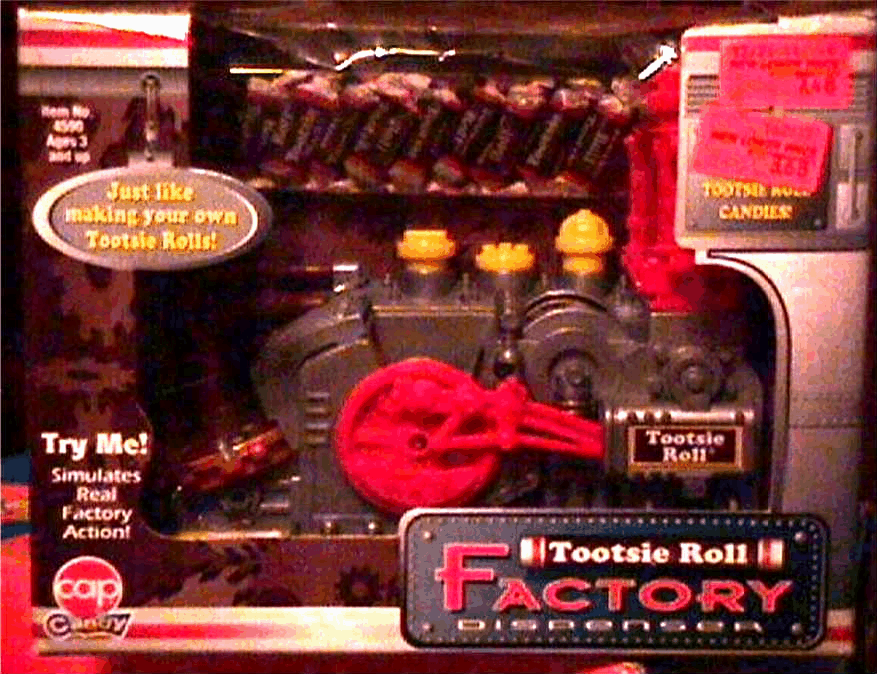 Item No.
4590
Ages 3
and up
Just like
making your own
Tootsie Rolls!
TOOTSIE ROLL
CANDIES!
Try Me!
Simulates
Real
Factory
Action!
Tootsie
Roll
cap
Candy
Tootsie Roll
FACTORY
DISPENSER